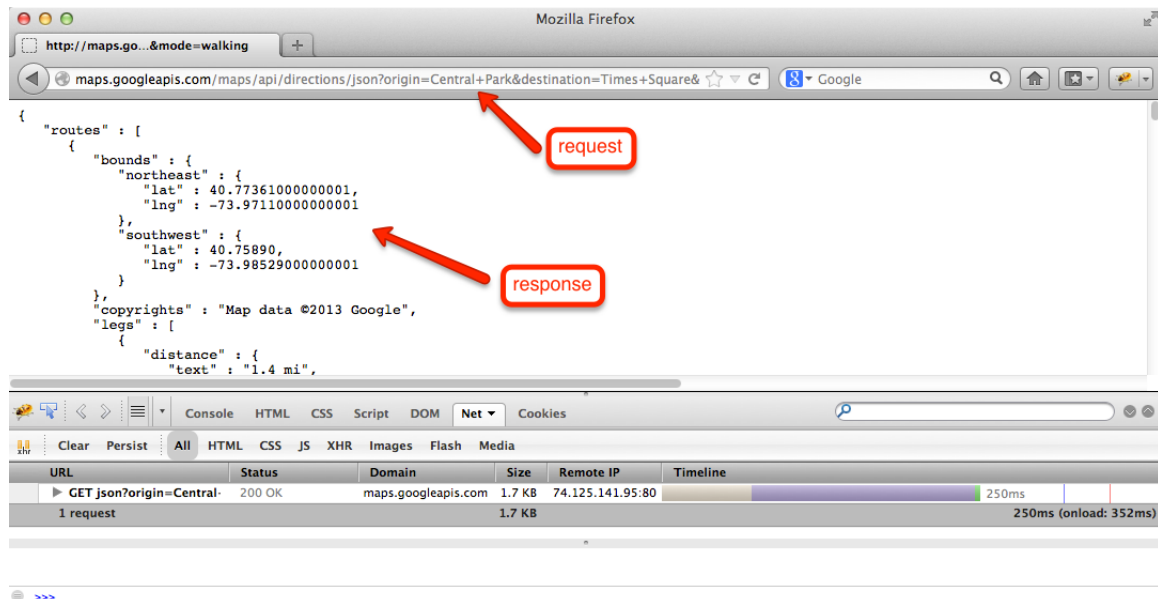 Mozilla Firefox
http://maps.go...&mode=walking
maps.googleapis.com/maps/api/directions/json?origin=Central+Park&destination=Times+Square& Google
{
"routes" : [
{
"bounds" : {
"northeast" : {
"lat" : 40.77361000000001,
"lng" : -73.97110000000001
},
"southwest" : {
"lat" : 40.75890,
"lng" : -73.98529000000001
}
},
"copyrights" : "Map data ©2013 Google",
"legs" : [
{
"distance" : {
"text" : "1.4 mi",
request
response
Console HTML CSS Script DOM Net Cookies
xhr Clear Persist All HTML CSS JS XHR Images Flash Media
URL Status Domain Size Remote IP Timeline
GET json?origin=Central- 200 OK maps.googleapis.com 1.7 KB 74.125.141.95:80 250ms
1 request 1.7 KB 250ms (onload: 352ms)
>>>